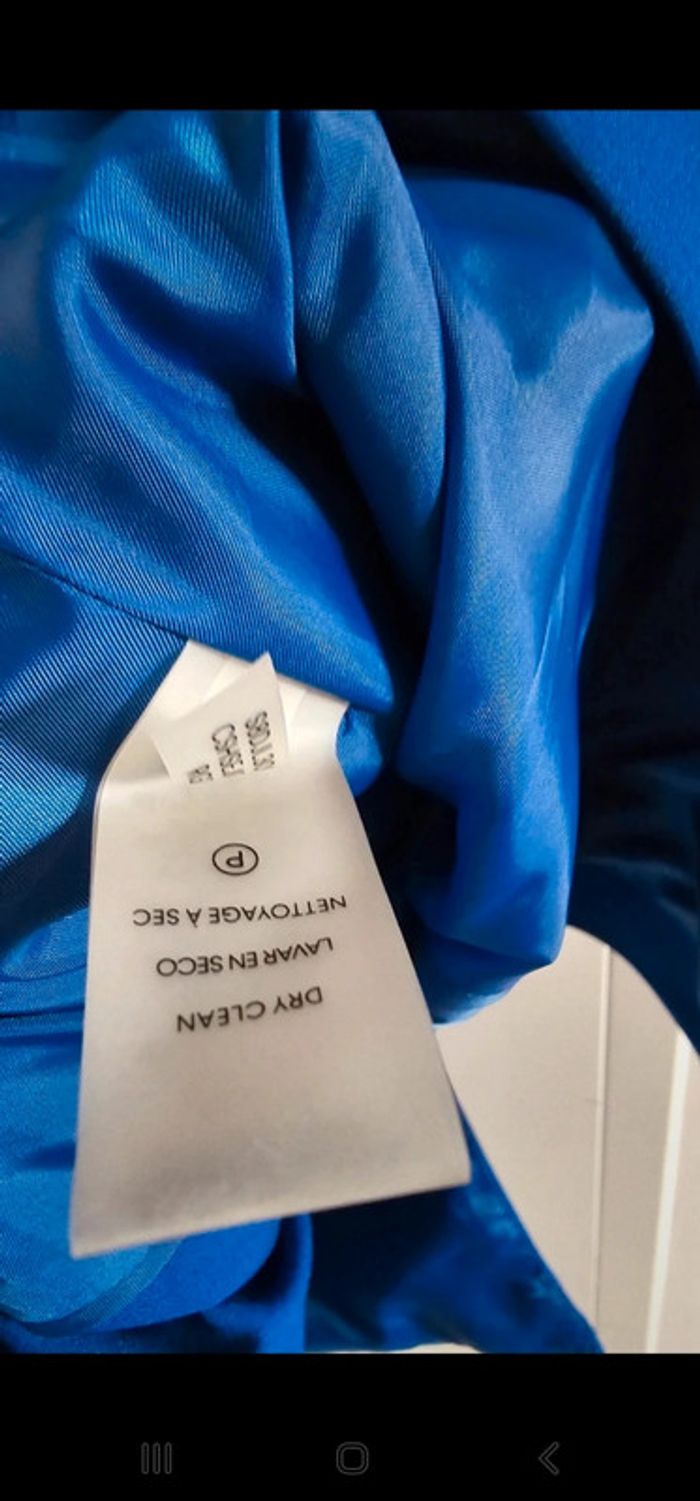 DRY CLEAN
LAVAR EN SECO
NETTOYAGE À SEC
P